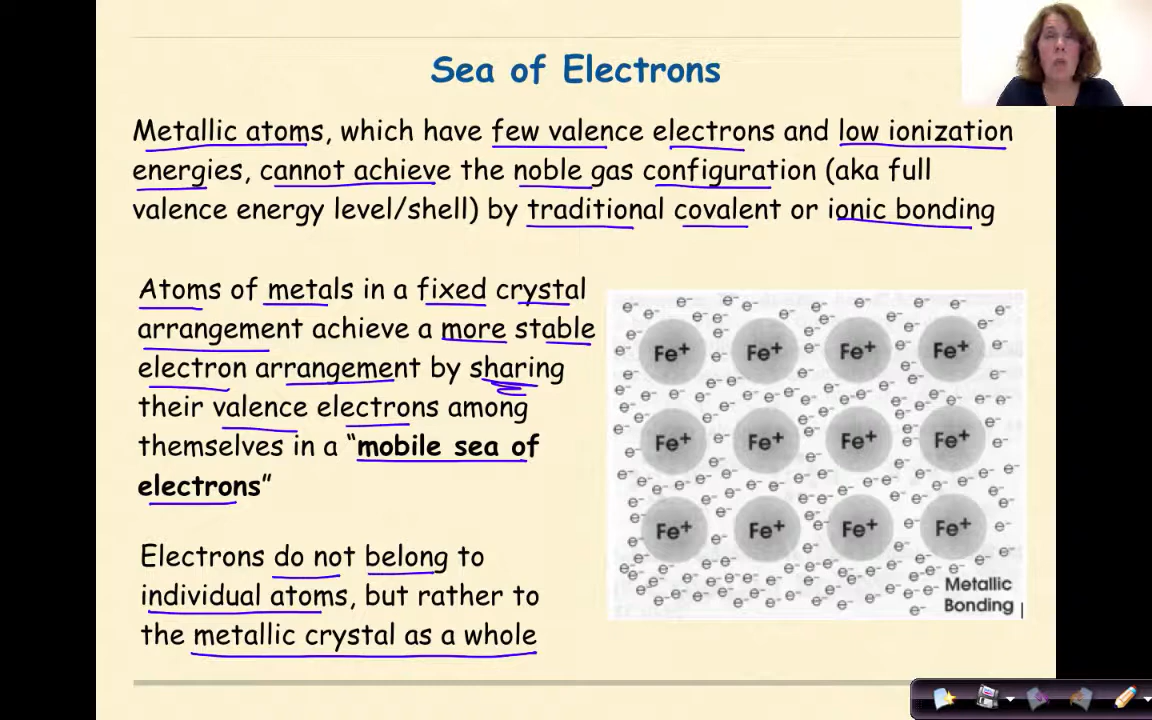 Sea of Electrons
Metallic atoms, which have few valence electrons and low ionization
energies, cannot achieve the noble gas configuration (aka full
valence energy level/shell) by traditional covalent or ionic bonding
Atoms of metals in a fixed crystal
arrangement achieve a more stable
electron arrangement by sharing
their valence electrons among
themselves in a “mobile sea of
electrons”
Electrons do not belong to
individual atoms, but rather to
the metallic crystal as a whole
Fe+ Fe+ Fe+ Fe+
Fe+ Fe+ Fe+ Fe+
Fe+ Fe+ Fe+ Fe+
Metallic
Bonding